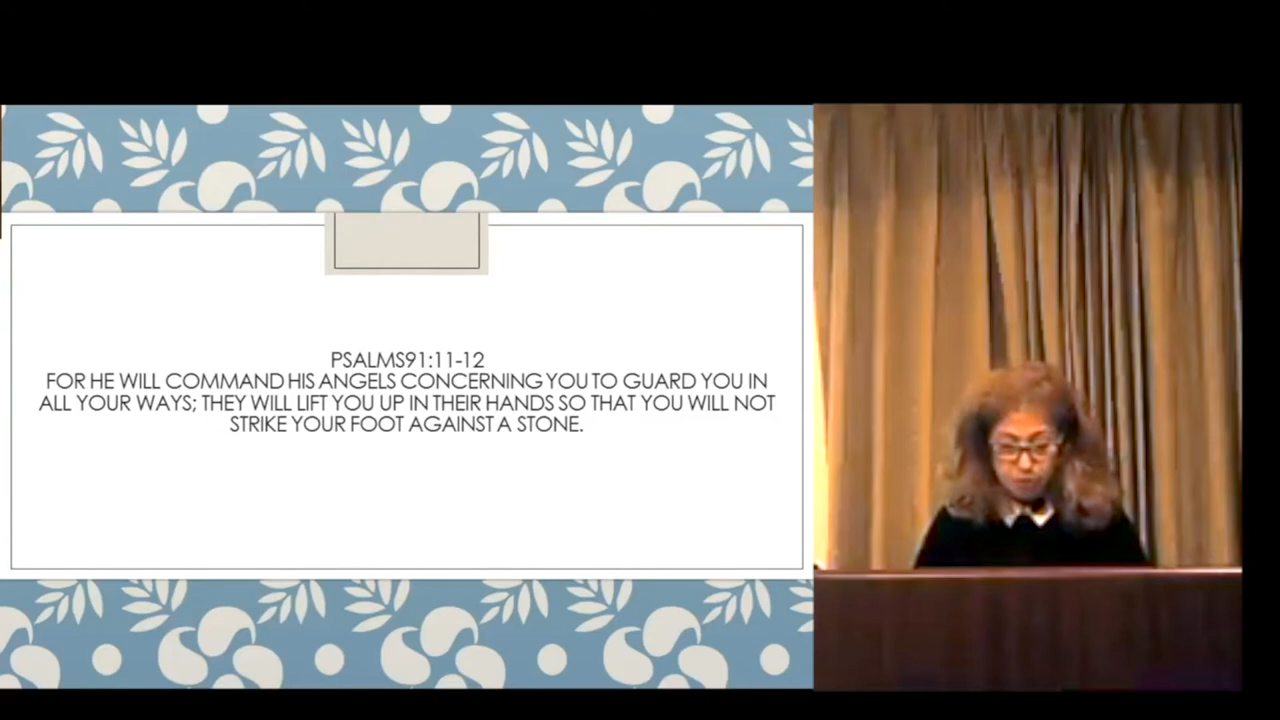 PSALMS91:11-12
FOR HE WILL COMMAND HIS ANGELS CONCERNING YOU TO GUARD YOU IN
ALL YOUR WAYS; THEY WILL LIFT YOU UP IN THEIR HANDS SO THAT YOU WILL NOT
STRIKE YOUR FOOT AGAINST A STONE.